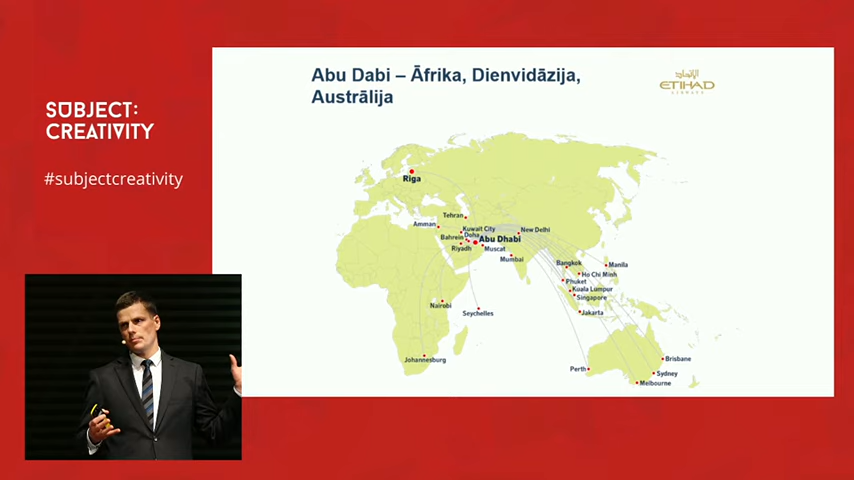 SUBJECT:
CREATIVITY
#subjectcreativity
Abu Dabi – Āfrika, Dienvidāzija,
Austrālija
الإتحاد
ETIHAD
AIRWAYS
Riga
Tehran
Amman
Kuwait City
New Delhi
Bahrein
Doha
Abu Dhabi
Riyadh
Muscat
Mumbai
Bangkok
Manila
Ho Chi Minh
Phuket
Kuala Lumpur
Singapore
Nairobi
Seychelles
Jakarta
Johannesburg
Brisbane
Perth
Sydney
Melbourne